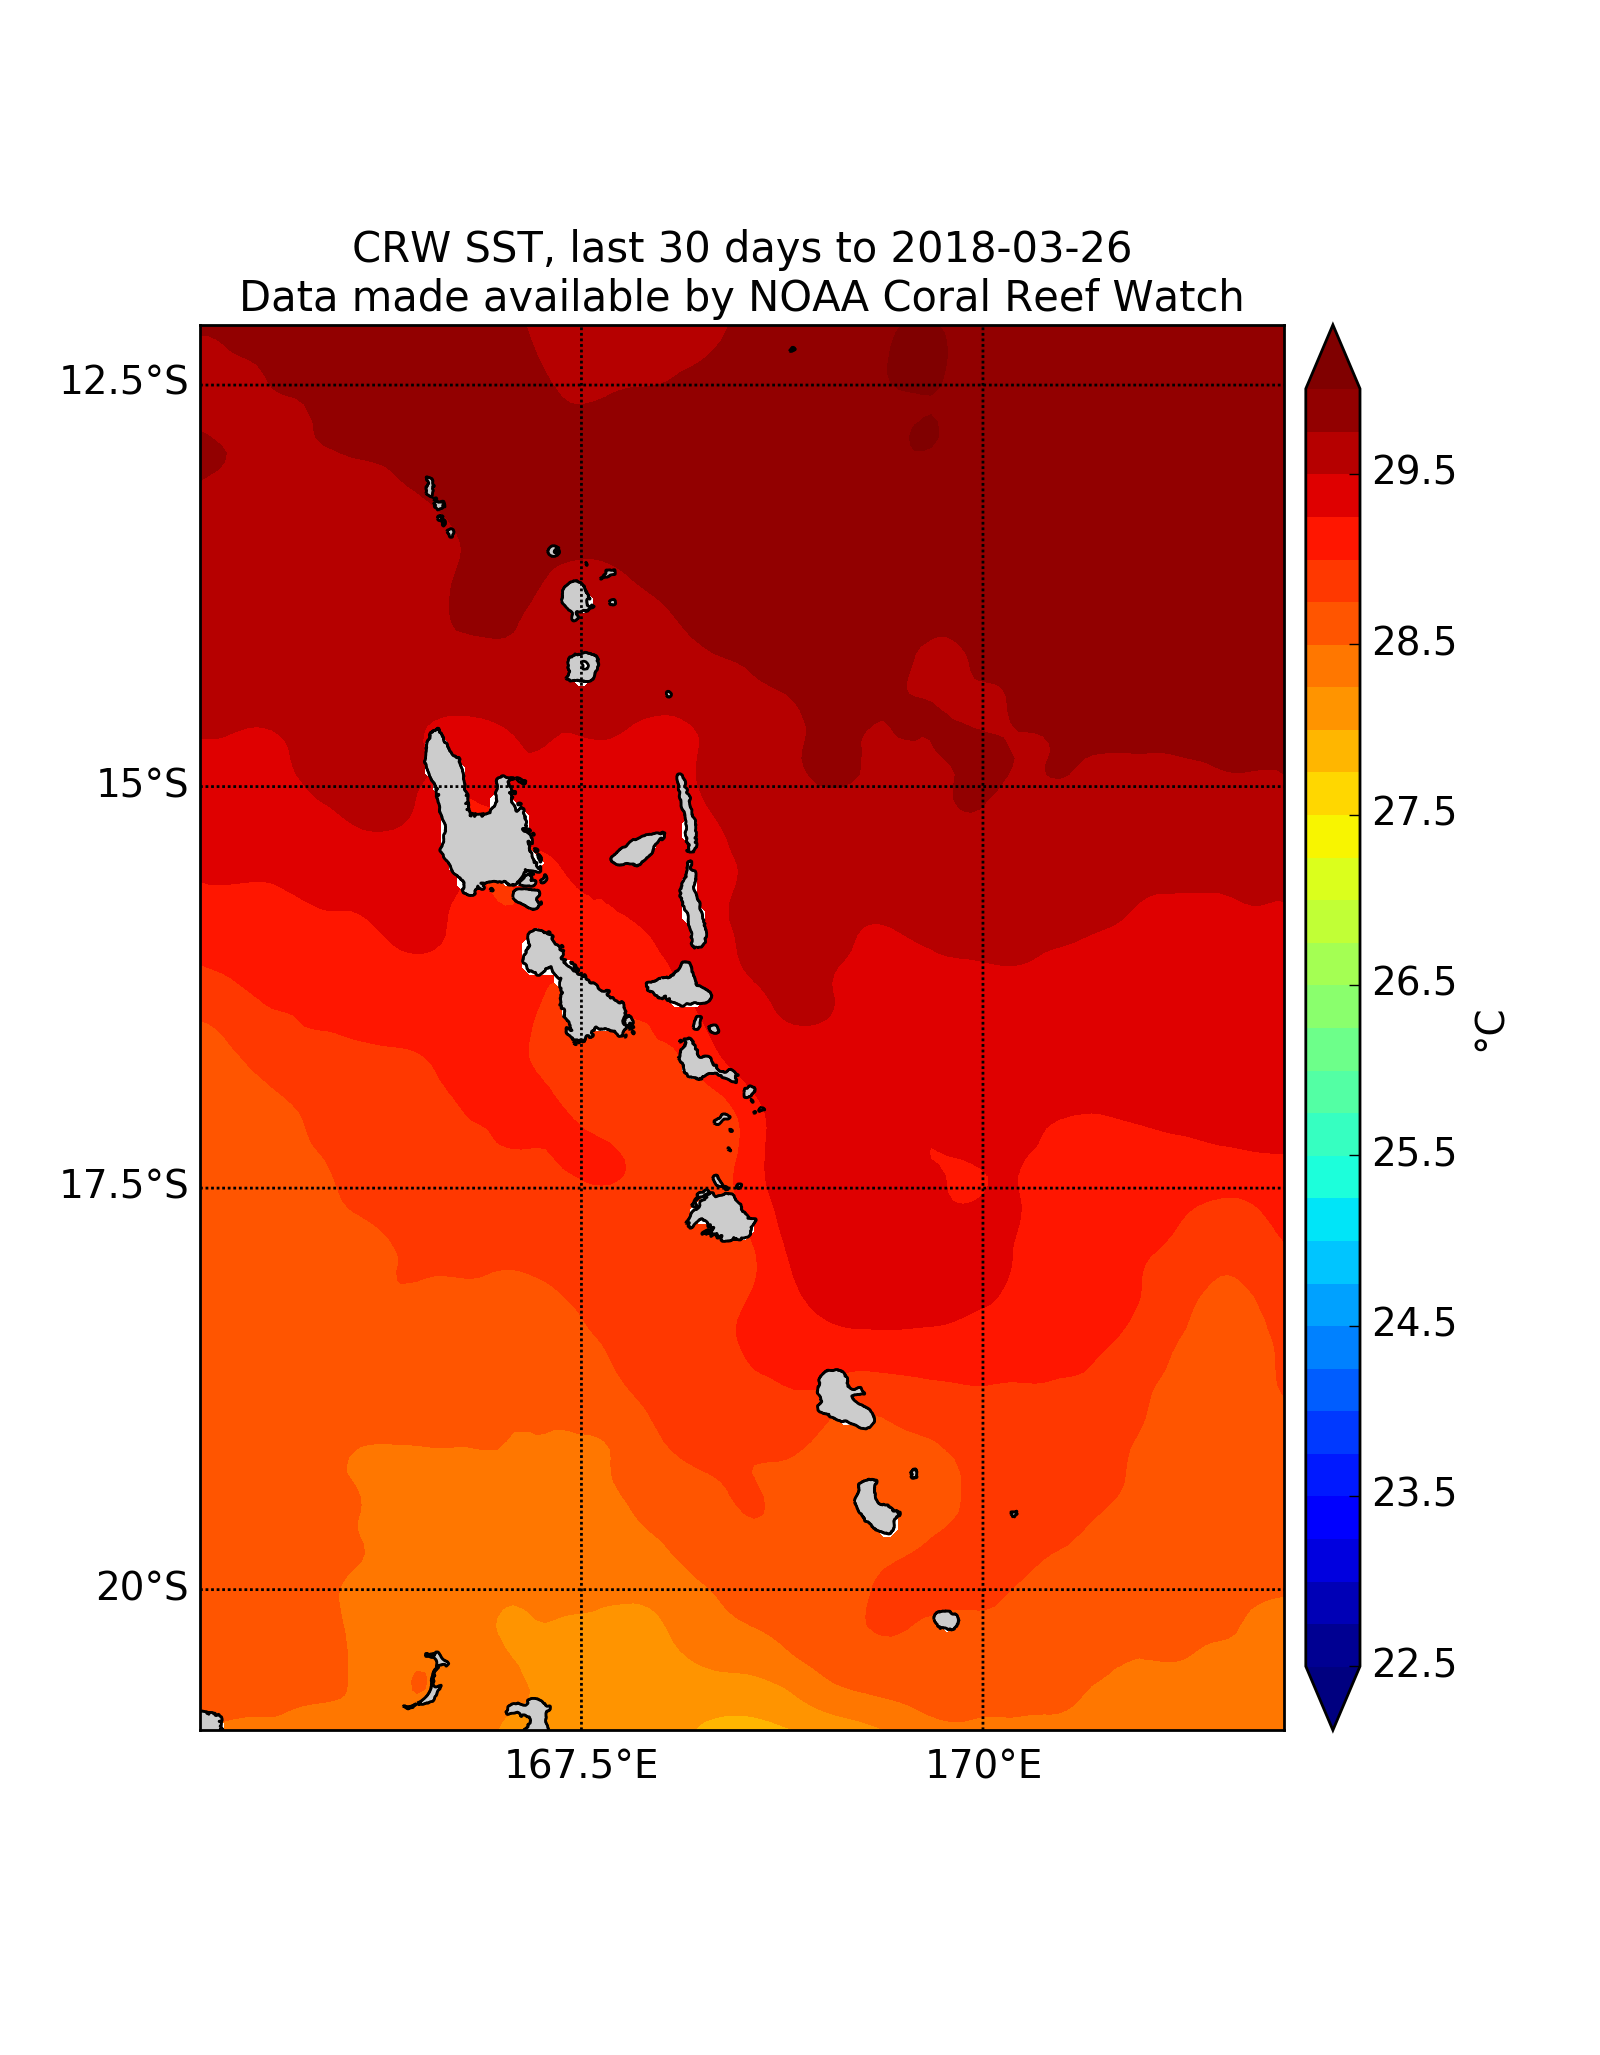 CRW SST, last 30 days to 2018-03-26
Data made available by NOAA Coral Reef Watch
12.5°S
15°S
17.5°S
20°S
167.5°E
170°E
29.5
28.5
27.5
26.5
25.5
24.5
23.5
22.5
°C